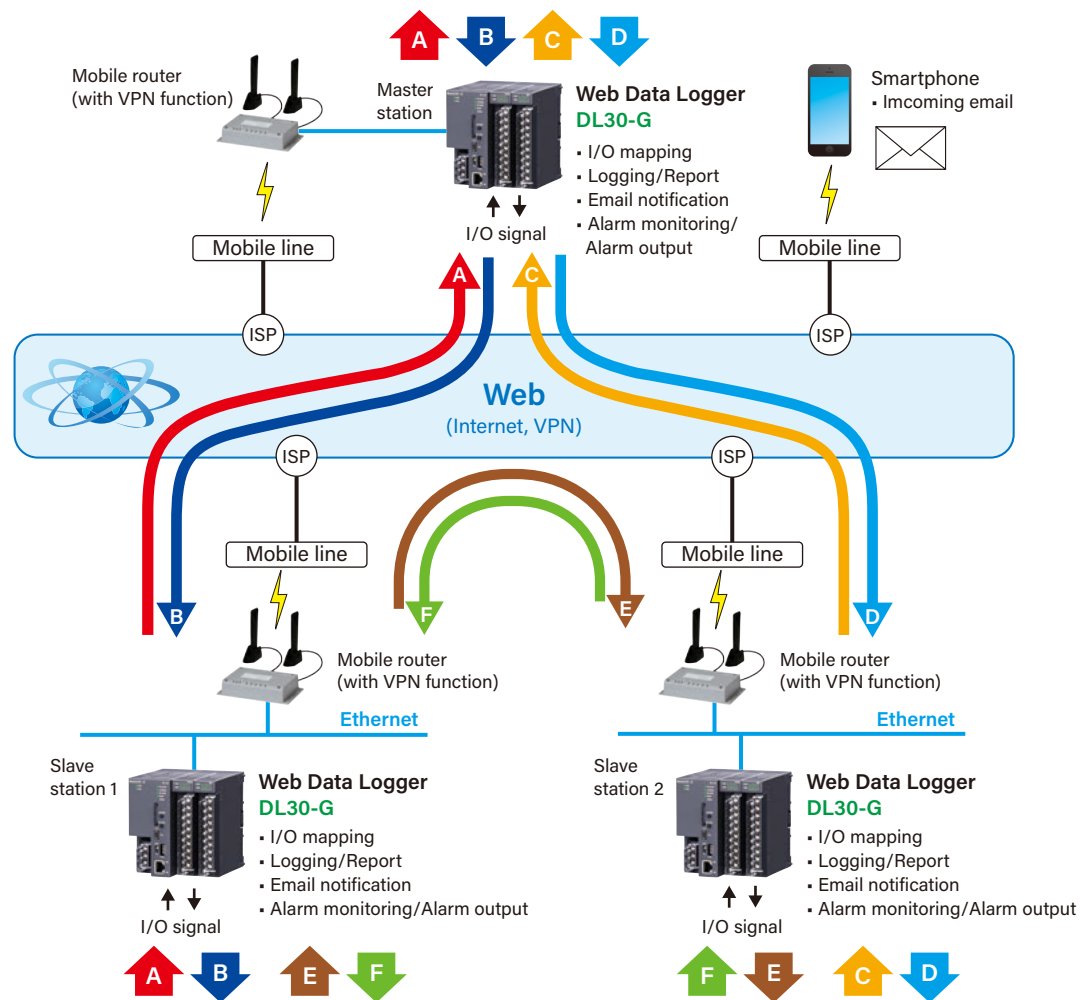 A
B
C
D
Mobile router
(with VPN function)
Master
station
Web Data Logger
DL30-G
▪ I/O mapping
▪ Logging/Report
▪ Email notification
▪ Alarm monitoring/
Alarm output
Smartphone
▪ Imcoming email
I/O signal
Mobile line
Mobile line
A
C
ISP
ISP
Web
(Internet, VPN)
ISP
ISP
Mobile line
Mobile line
B
F
E
D
Mobile router
(with VPN function)
Mobile router
(with VPN function)
Ethernet
Ethernet
Slave
station 1
Web Data Logger
DL30-G
▪ I/O mapping
▪ Logging/Report
▪ Email notification
▪ Alarm monitoring/Alarm output
I/O signal
Slave
station 2
Web Data Logger
DL30-G
▪ I/O mapping
▪ Logging/Report
▪ Email notification
▪ Alarm monitoring/Alarm output
I/O signal
A
B
E
F
F
E
C
D